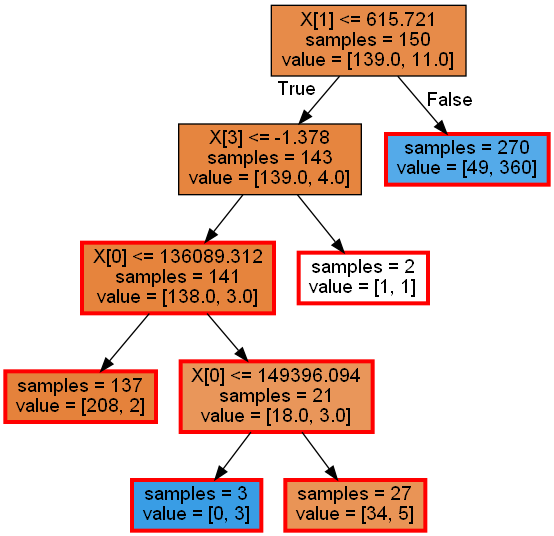 X[1] <= 615.721
samples = 150
value = [139.0, 11.0]
True
False
X[3] <= -1.378
samples = 143
value = [139.0, 4.0]
samples = 270
value = [49, 360]
X[0] <= 136089.312
samples = 141
value = [138.0, 3.0]
samples = 2
value = [1, 1]
samples = 137
value = [208, 2]
X[0] <= 149396.094
samples = 21
value = [18.0, 3.0]
samples = 3
value = [0, 3]
samples = 27
value = [34, 5]